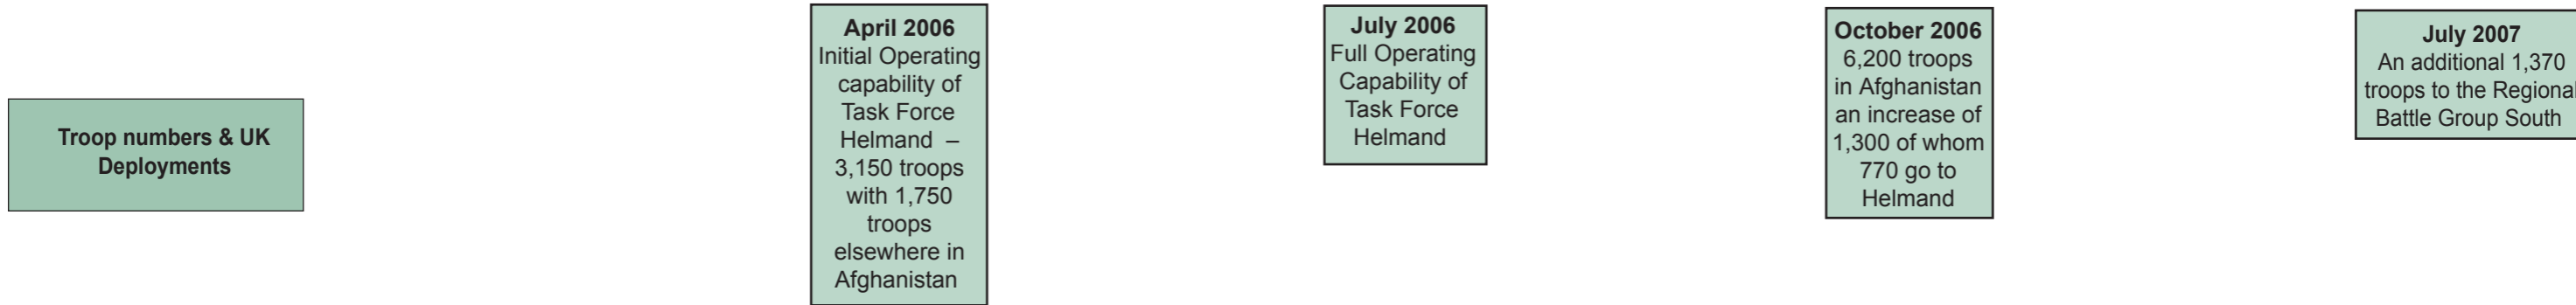 Troop numbers & UK
Deployments
April 2006
Initial Operating
capability of
Task Force
Helmand –
3,150 troops
with 1,750
troops
elsewhere in
Afghanistan
July 2006
Full Operating
Capability of
Task Force
Helmand
October 2006
6,200 troops
in Afghanistan
an increase of
1,300 of whom
770 go to
Helmand
July 2007
An additional 1,370
troops to the Regional
Battle Group South